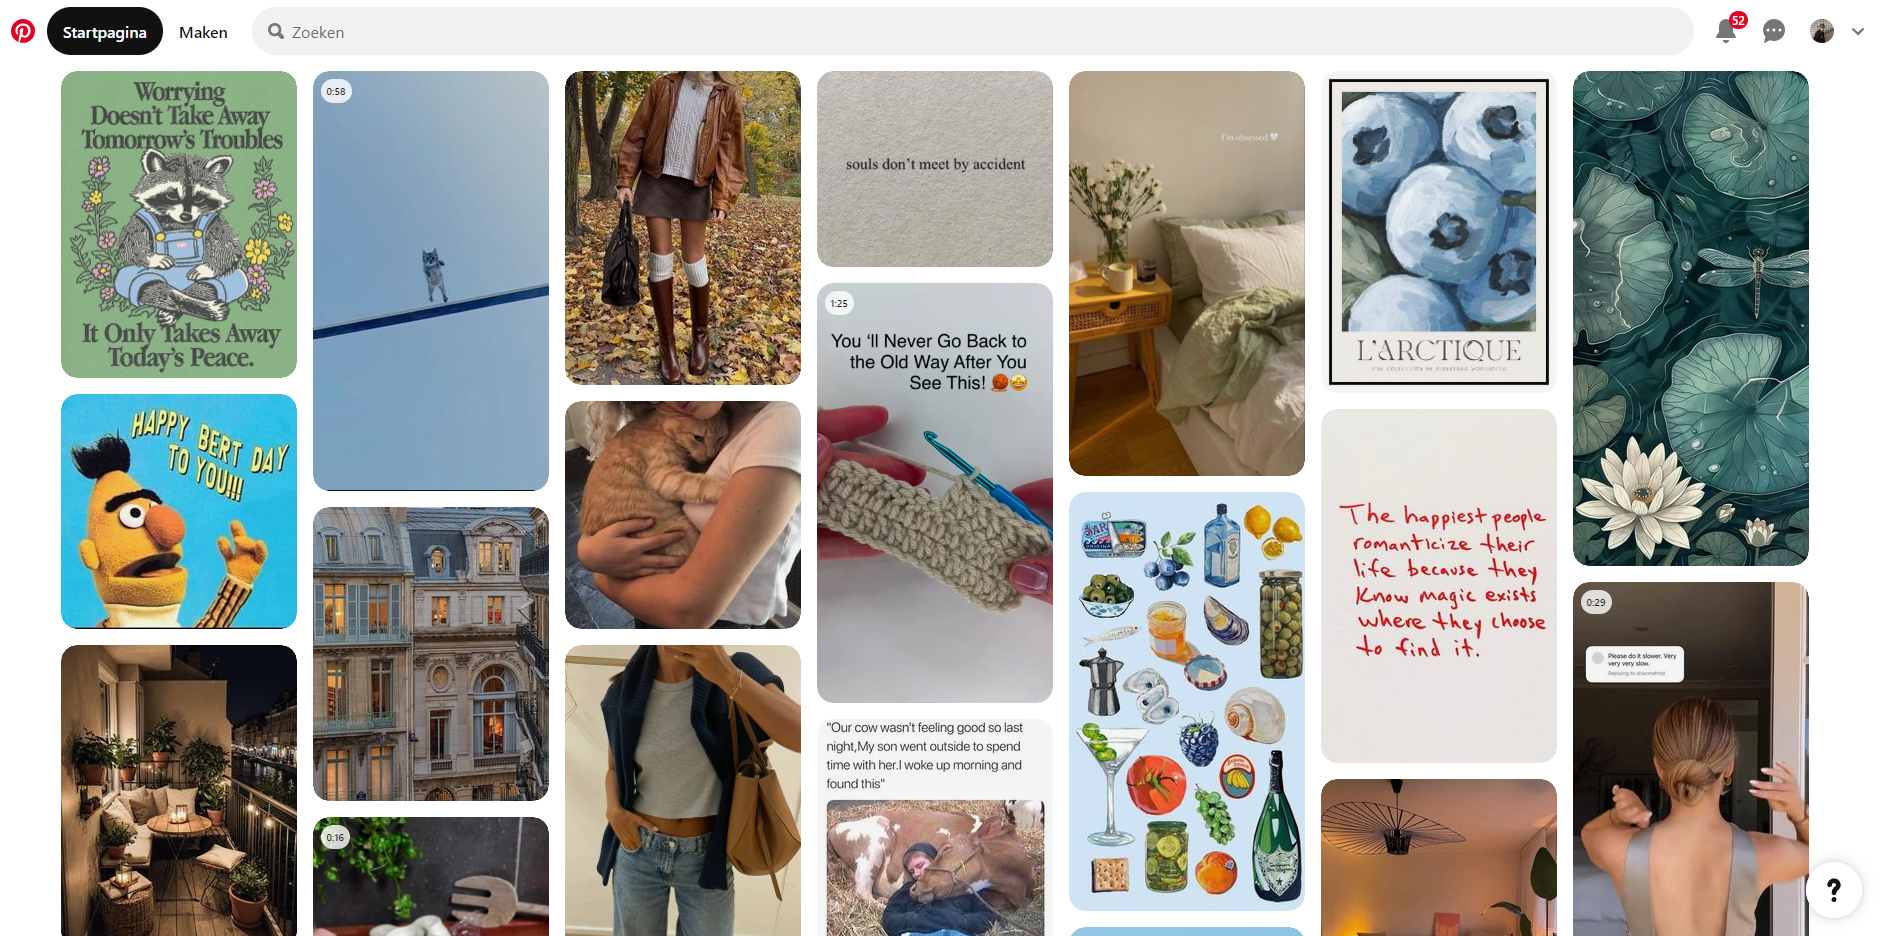 Startpagina
Maken
Zoeken
52
Worrying
Doesn't Take Away
Tomorrow's Troubles
It Only Takes Away
Today's Peace.
HAPPY BERT DAY
TO YOU!!!
0:58
0:16
souls don't meet by accident
1:25
You 'll Never Go Back to
the Old Way After You
See This!
"Our cow wasn't feeling good so last
night,My son went outside to spend
time with her.I woke up morning and
found this"
I'm obsessed
L'ARCTIQUE
The happiest people
romanticize their
life because they
know magic exists
where they choose
to find it.
0:29
Please do it slower. Very
very very slow.
?